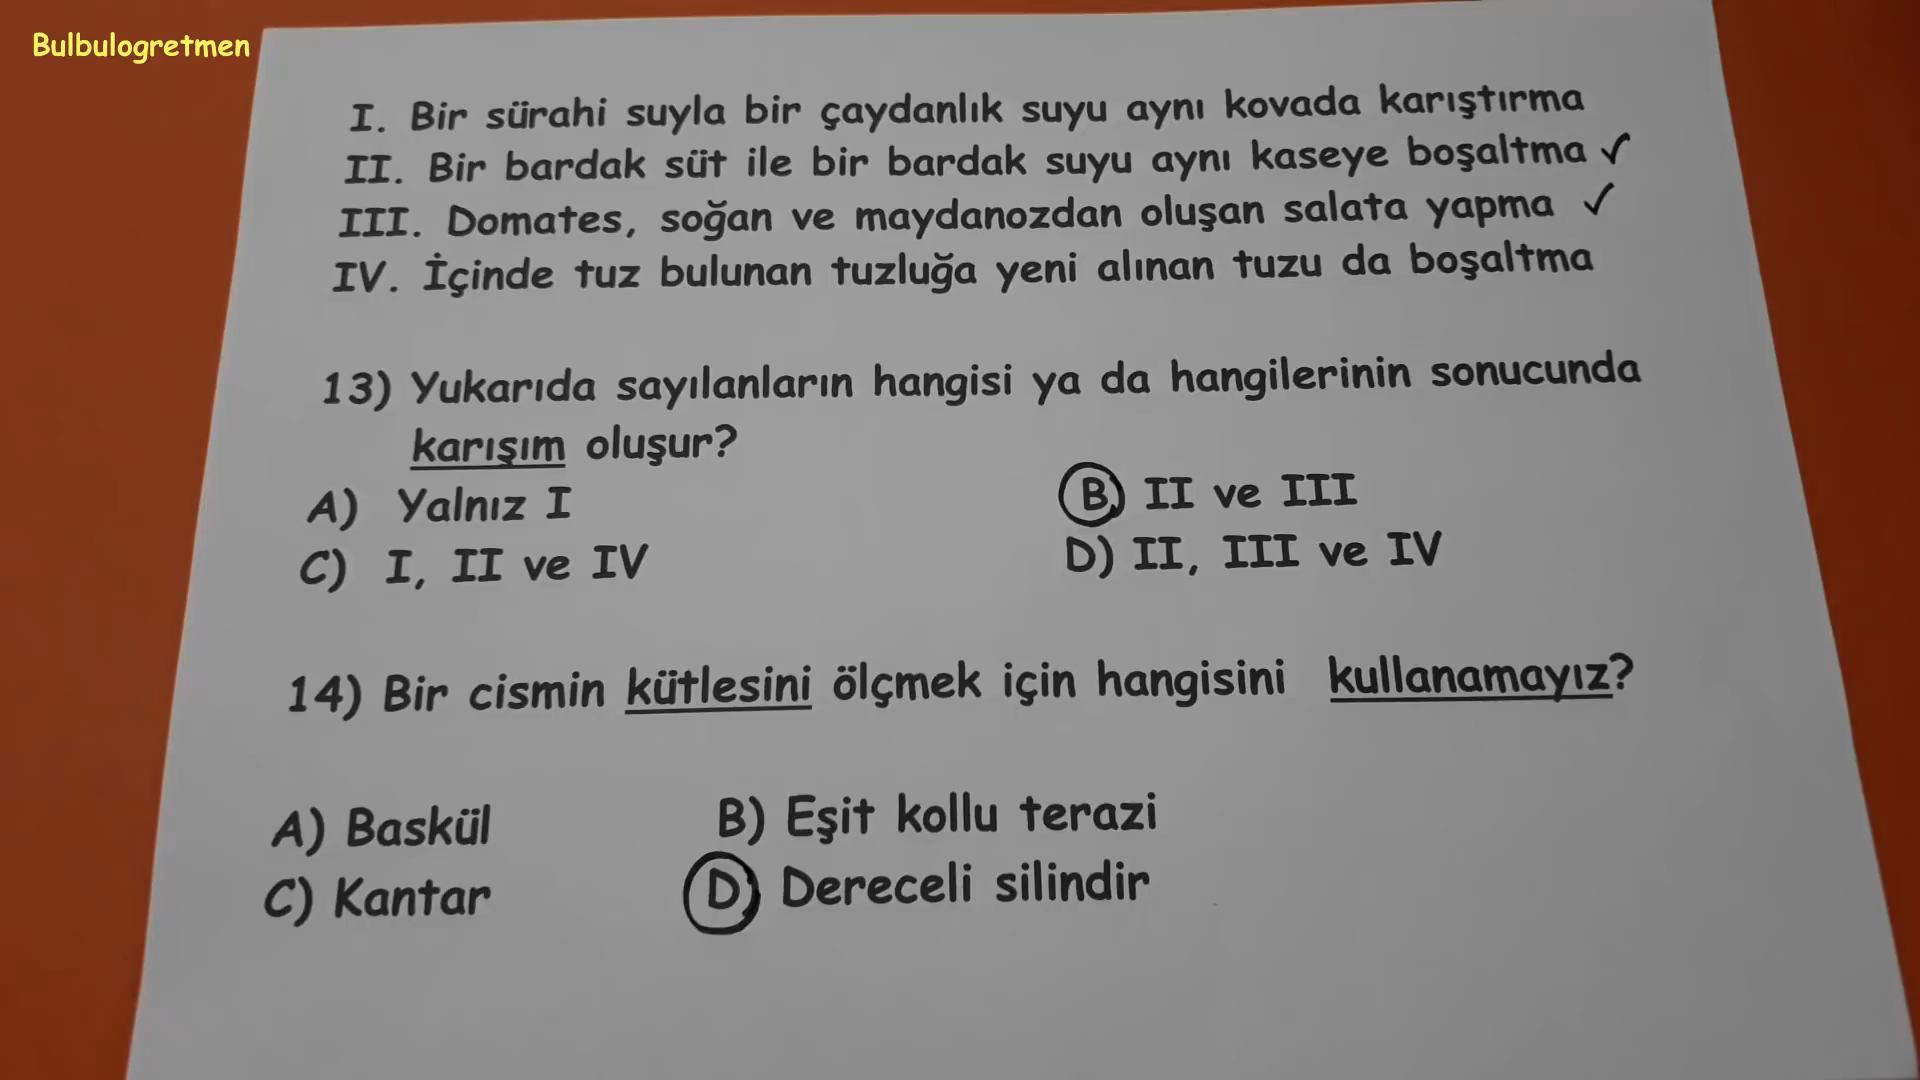 Bulbulogretmen
I. Bir sürahi suyla bir çaydanlık suyu aynı kovada karıştırma
II. Bir bardak süt ile bir bardak suyu aynı kaseye boşaltma ✓
III. Domates, soğan ve maydanozdan oluşan salata yapma ✓
IV. İçinde tuz bulunan tuzluğa yeni alınan tuzu da boşaltma
13) Yukarıda sayılanların hangisi ya da hangilerinin sonucunda
karışım oluşur?
A) Yalnız I B) II ve III
C) I, II ve IV D) II, III ve IV
14) Bir cismin kütlesini ölçmek için hangisini kullanamayız?
A) Baskül B) Eşit kollu terazi
C) Kantar D) Dereceli silindir